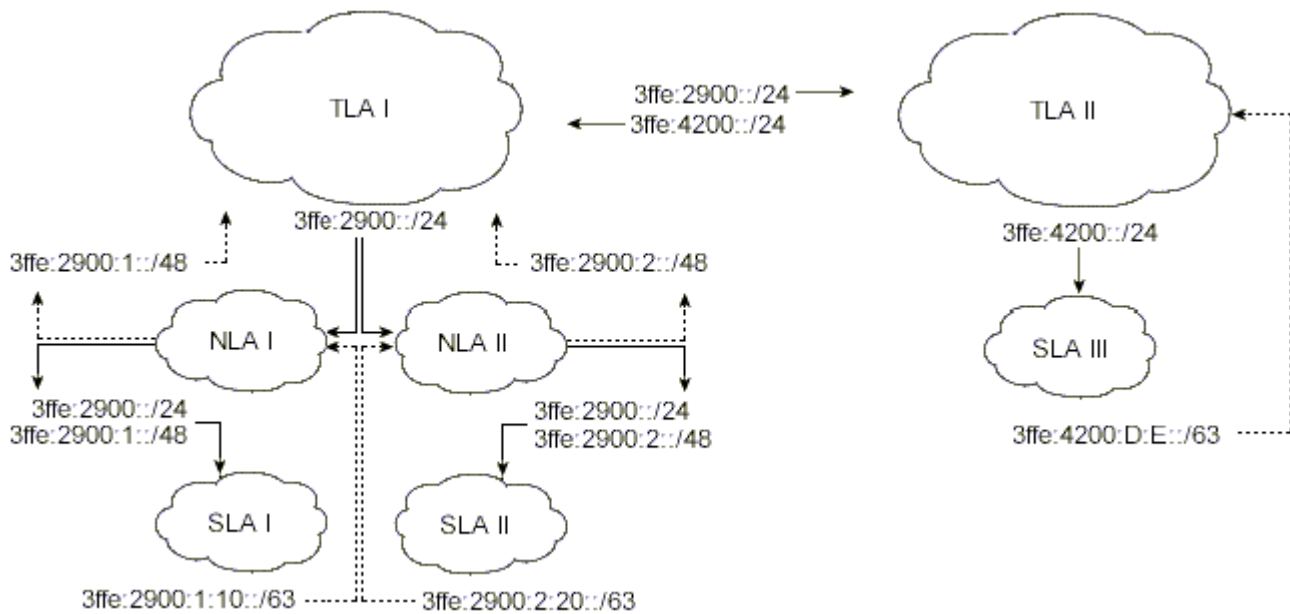 TLA I
3ffe:2900::/24
3ffe:4200::/24
TLA II
3ffe:2900::/24
3ffe:4200::/24
3ffe:2900:1::/48
3ffe:2900:2::/48
NLA I
NLA II
SLA III
3ffe:2900::/24
3ffe:2900:1::/48
3ffe:2900::/24
3ffe:2900:2::/48
3ffe:4200:D:E::/63
SLA I
SLA II
3ffe:2900:1:10::/63
3ffe:2900:2:20::/63